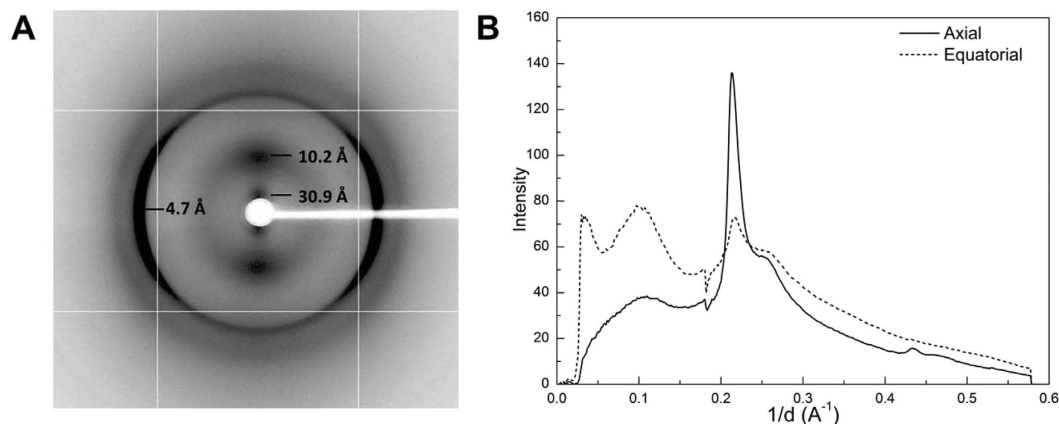 A
10.2 Å
30.9 Å
4.7 Å
B
160
140
120
100
80
60
40
20
0
Intensity
Axial
Equatorial
0.0 0.1 0.2 0.3 0.4 0.5 0.6
1/d (A⁻¹)